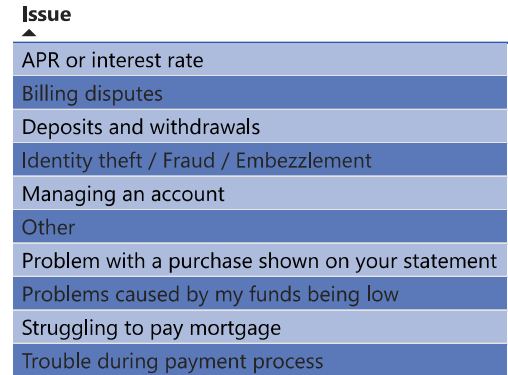 Issue
APR or interest rate
Billing disputes
Deposits and withdrawals
Identity theft / Fraud / Embezzlement
Managing an account
Other
Problem with a purchase shown on your statement
Problems caused by my funds being low
Struggling to pay mortgage
Trouble during payment process